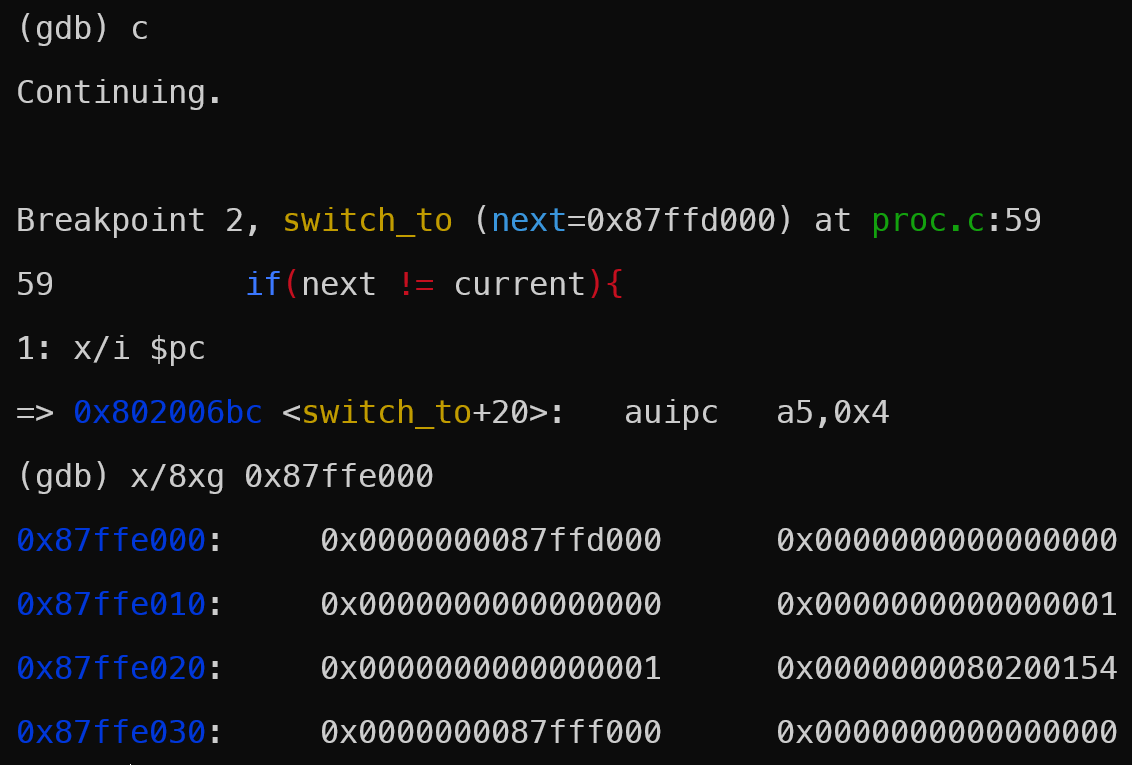 (gdb) c
Continuing.
Breakpoint 2, switch_to (next=0x87ffd000) at proc.c:59
59          if(next != current){
1: x/i $pc
=> 0x802006bc <switch_to+20>:   auipc   a5,0x4
(gdb) x/8xg 0x87ffe000
0x87ffe000:     0x0000000087ffd000      0x0000000000000000
0x87ffe010:     0x0000000000000000      0x0000000000000001
0x87ffe020:     0x0000000000000001      0x0000000080200154
0x87ffe030:     0x0000000087fff000      0x0000000000000000